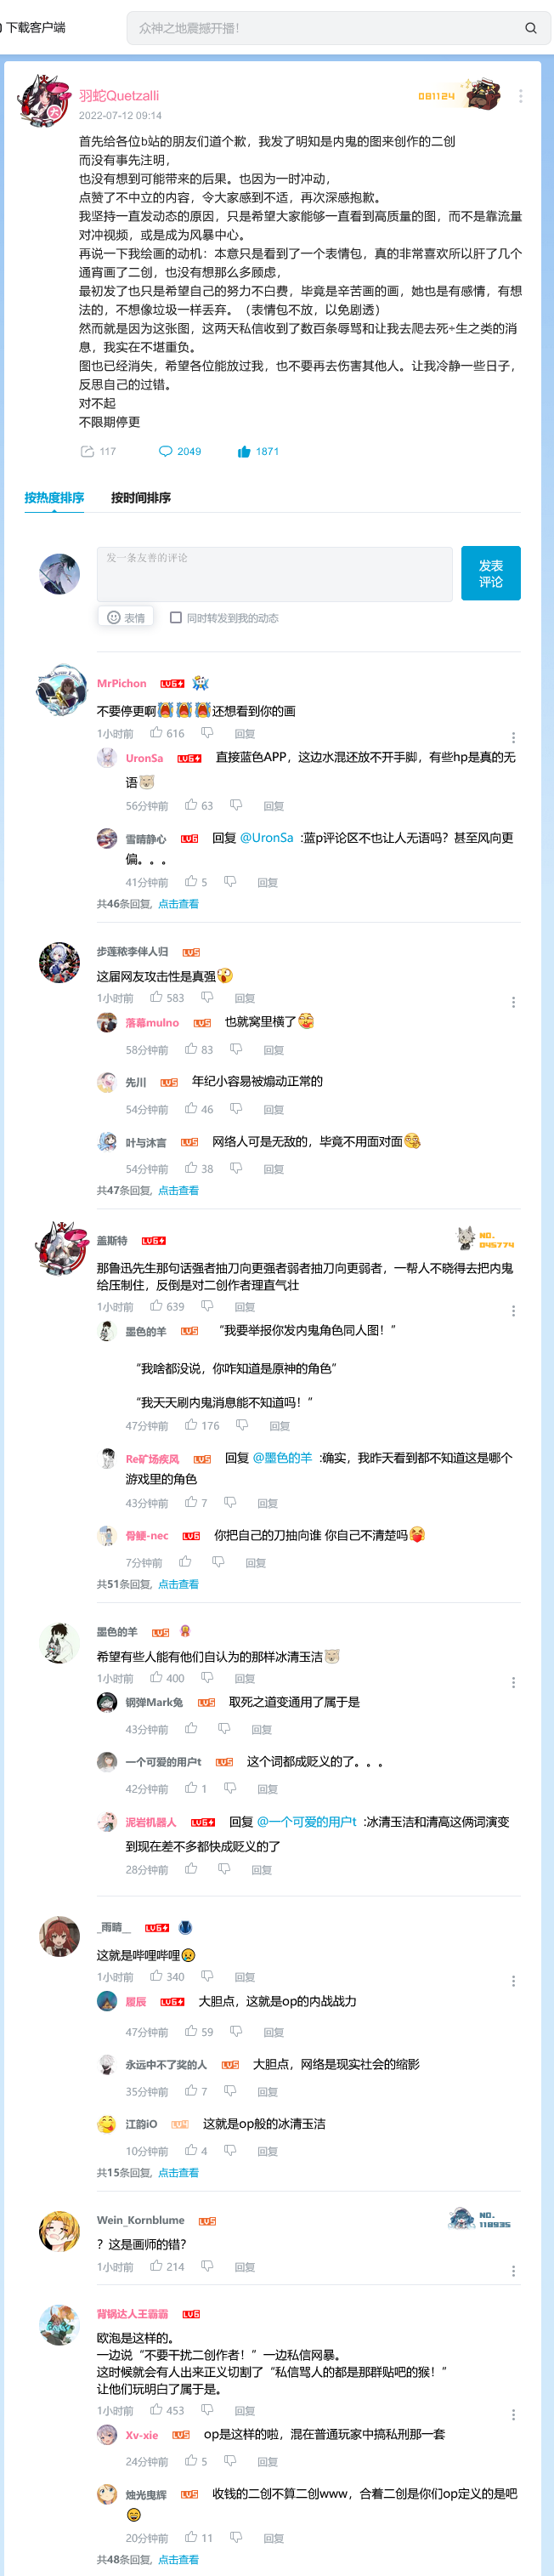 下载客户端
众神之地震撼开播!
羽蛇Quetzalli
081124
2022-07-12 09:14
首先给各位b站的朋友们道个歉，我发了明知是内鬼的图来创作的二创
而没有事先注明，
也没有想到可能带来的后果。也因为一时冲动，
点赞了不中立的内容，令大家感到不适，再次深感抱歉。
我坚持一直发动态的原因，只是希望大家能够一直看到高质量的图，而不是靠流量
对冲视频，或是成为风暴中心。
再说一下我绘画的动机：本意只是看到了一个表情包，真的非常喜欢所以肝了几个
通宵画了二创，也没有想那么多顾虑，
最初发了也只是希望自己的努力不白费，毕竟是辛苦画的画，她也是有感情，有想
法的，不想像垃圾一样丢弃。（表情包不放，以免剧透）
然而就是因为这张图，这两天私信收到了数百条辱骂和让我去爬去死+生之类的消
息，我实在不堪重负。
图也已经消失，希望各位能放过我，也不要再去伤害其他人。让我冷静一些日子，
反思自己的过错。
对不起
不限期停更
117 2049 1871
按热度排序 按时间排序
发一条友善的评论
发表
评论
表情 同时转发到我的动态
MrPichon LV6
不要停更啊还想看到你的画
1小时前 616 回复
UronSa LV6 直接蓝色APP，这边水混还放不开手脚，有些hp是真的无
语
56分钟前 63 回复
雪晴静心 LV6 回复 @UronSa :蓝p评论区不也让人无语吗？甚至风向更
偏。。。
41分钟前 5 回复
共46条回复, 点击查看
步莲秾李伴人归 LV5
这届网友攻击性是真强
1小时前 583 回复
落幕mulno LV5 也就窝里横了
58分钟前 83 回复
先川 LV5 年纪小容易被煽动正常的
54分钟前 46 回复
叶与沐言 LV5 网络人可是无敌的，毕竟不用面对面
54分钟前 38 回复
共47条回复, 点击查看
盖斯特 LV6
NO.
045774
那鲁迅先生那句话强者抽刀向更强者弱者抽刀向更弱者，一帮人不晓得去把内鬼
给压制住，反倒是对二创作者理直气壮
1小时前 639 回复
墨色的羊 LV5 “我要举报你发内鬼角色同人图！”
“我啥都没说，你咋知道是原神的角色”
“我天天刷内鬼消息能不知道吗！”
47分钟前 176 回复
Re矿场疾风 LV5 回复 @墨色的羊 :确实，我昨天看到都不知道这是哪个
游戏里的角色
43分钟前 7 回复
骨鲠-nec LV6 你把自己的刀抽向谁 你自己不清楚吗
7分钟前 回复
共51条回复, 点击查看
墨色的羊 LV5
希望有些人能有他们自认为的那样冰清玉洁
1小时前 400 回复
钢弹Mark兔 LV5 取死之道变通用了属于是
43分钟前 回复
一个可爱的用户t LV5 这个词都成贬义的了。。。
42分钟前 1 回复
泥岩机器人 LV6 回复 @一个可爱的用户t :冰清玉洁和清高这俩词演变
到现在差不多都快成贬义的了
28分钟前 回复
_雨晴__ LV6
这就是哔哩哔哩
1小时前 340 回复
履辰 LV6 大胆点，这就是op的内战战力
47分钟前 59 回复
永远中不了奖的人 LV5 大胆点，网络是现实社会的缩影
35分钟前 7 回复
江韵iO LV4 这就是op般的冰清玉洁
10分钟前 4 回复
共15条回复, 点击查看
Wein_Kornblume LV5
NO.
118935
？这是画师的错？
1小时前 214 回复
背锅达人王霸霸 LV6
欧泡是这样的。
一边说“不要干扰二创作者！”一边私信网暴。
这时候就会有人出来正义切割了“私信骂人的都是那群贴吧的猴！”
让他们玩明白了属于是。
1小时前 453 回复
Xv-xie LV5 op是这样的啦，混在普通玩家中搞私刑那一套
24分钟前 5 回复
烛光曳辉 LV5 收钱的二创不算二创www，合着二创是你们op定义的是吧
20分钟前 11 回复
共48条回复, 点击查看